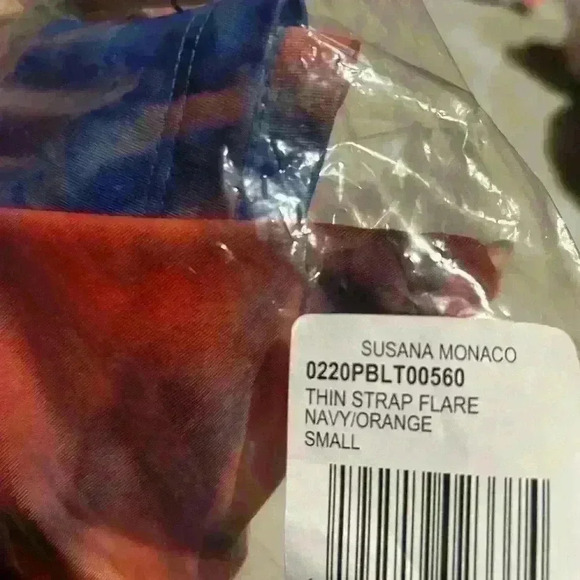 SUSANA MONACO
0220PBLT00560
THIN STRAP FLARE
NAVY/ORANGE
SMALL